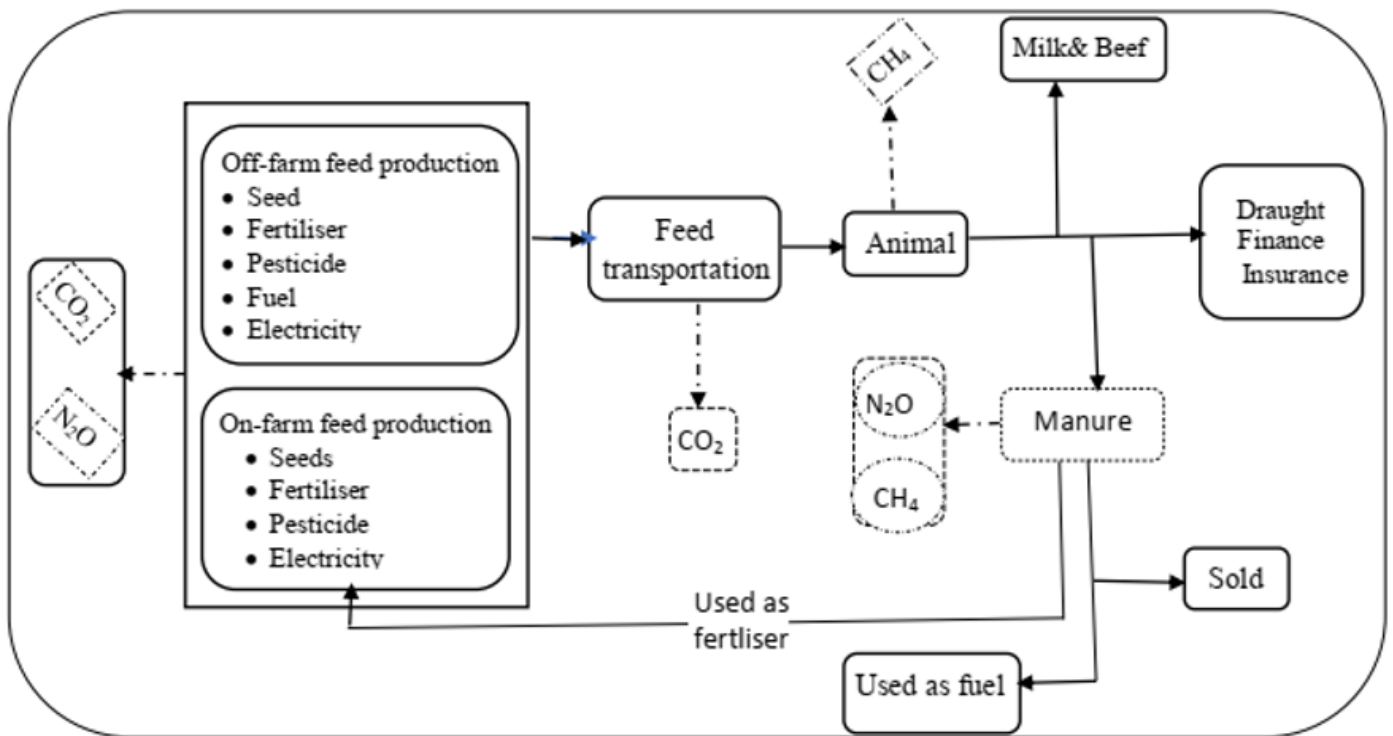 CH₄
Milk& Beef
Off-farm feed production
• Seed
• Fertiliser
• Pesticide
• Fuel
• Electricity
Feed
transportation
Animal
Draught
Finance
Insurance
CO₂
N₂O
On-farm feed production
• Seeds
• Fertiliser
• Pesticide
• Electricity
CO₂
N₂O
CH₄
Manure
Sold
Used as
fertliser
Used as fuel